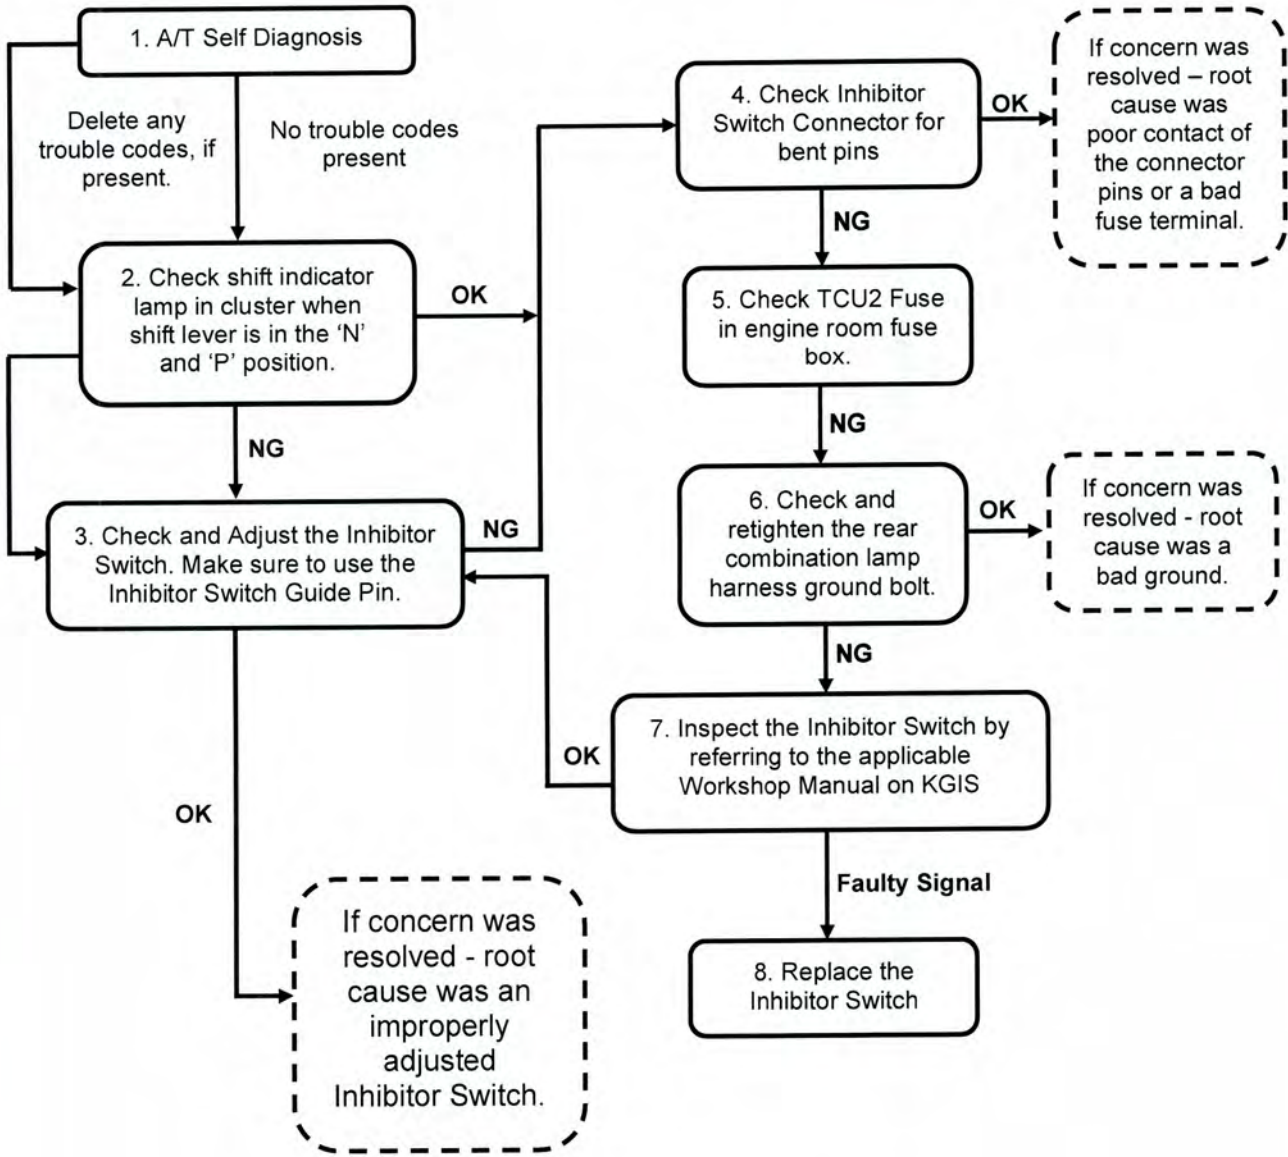 1. A/T Self Diagnosis
Delete any
trouble codes, if
present.
No trouble codes
present
2. Check shift indicator
lamp in cluster when
shift lever is in the ‘N’
and ‘P’ position.
OK
NG
3. Check and Adjust the Inhibitor
Switch. Make sure to use the
Inhibitor Switch Guide Pin.
NG
OK
If concern was
resolved - root
cause was an
improperly
adjusted
Inhibitor Switch.
4. Check Inhibitor
Switch Connector for
bent pins
OK
If concern was
resolved – root
cause was
poor contact of
the connector
pins or a bad
fuse terminal.
NG
5. Check TCU2 Fuse
in engine room fuse
box.
NG
6. Check and
retighten the rear
combination lamp
harness ground bolt.
OK
If concern was
resolved - root
cause was a
bad ground.
NG
7. Inspect the Inhibitor Switch by
referring to the applicable
Workshop Manual on KGIS
OK
Faulty Signal
8. Replace the
Inhibitor Switch